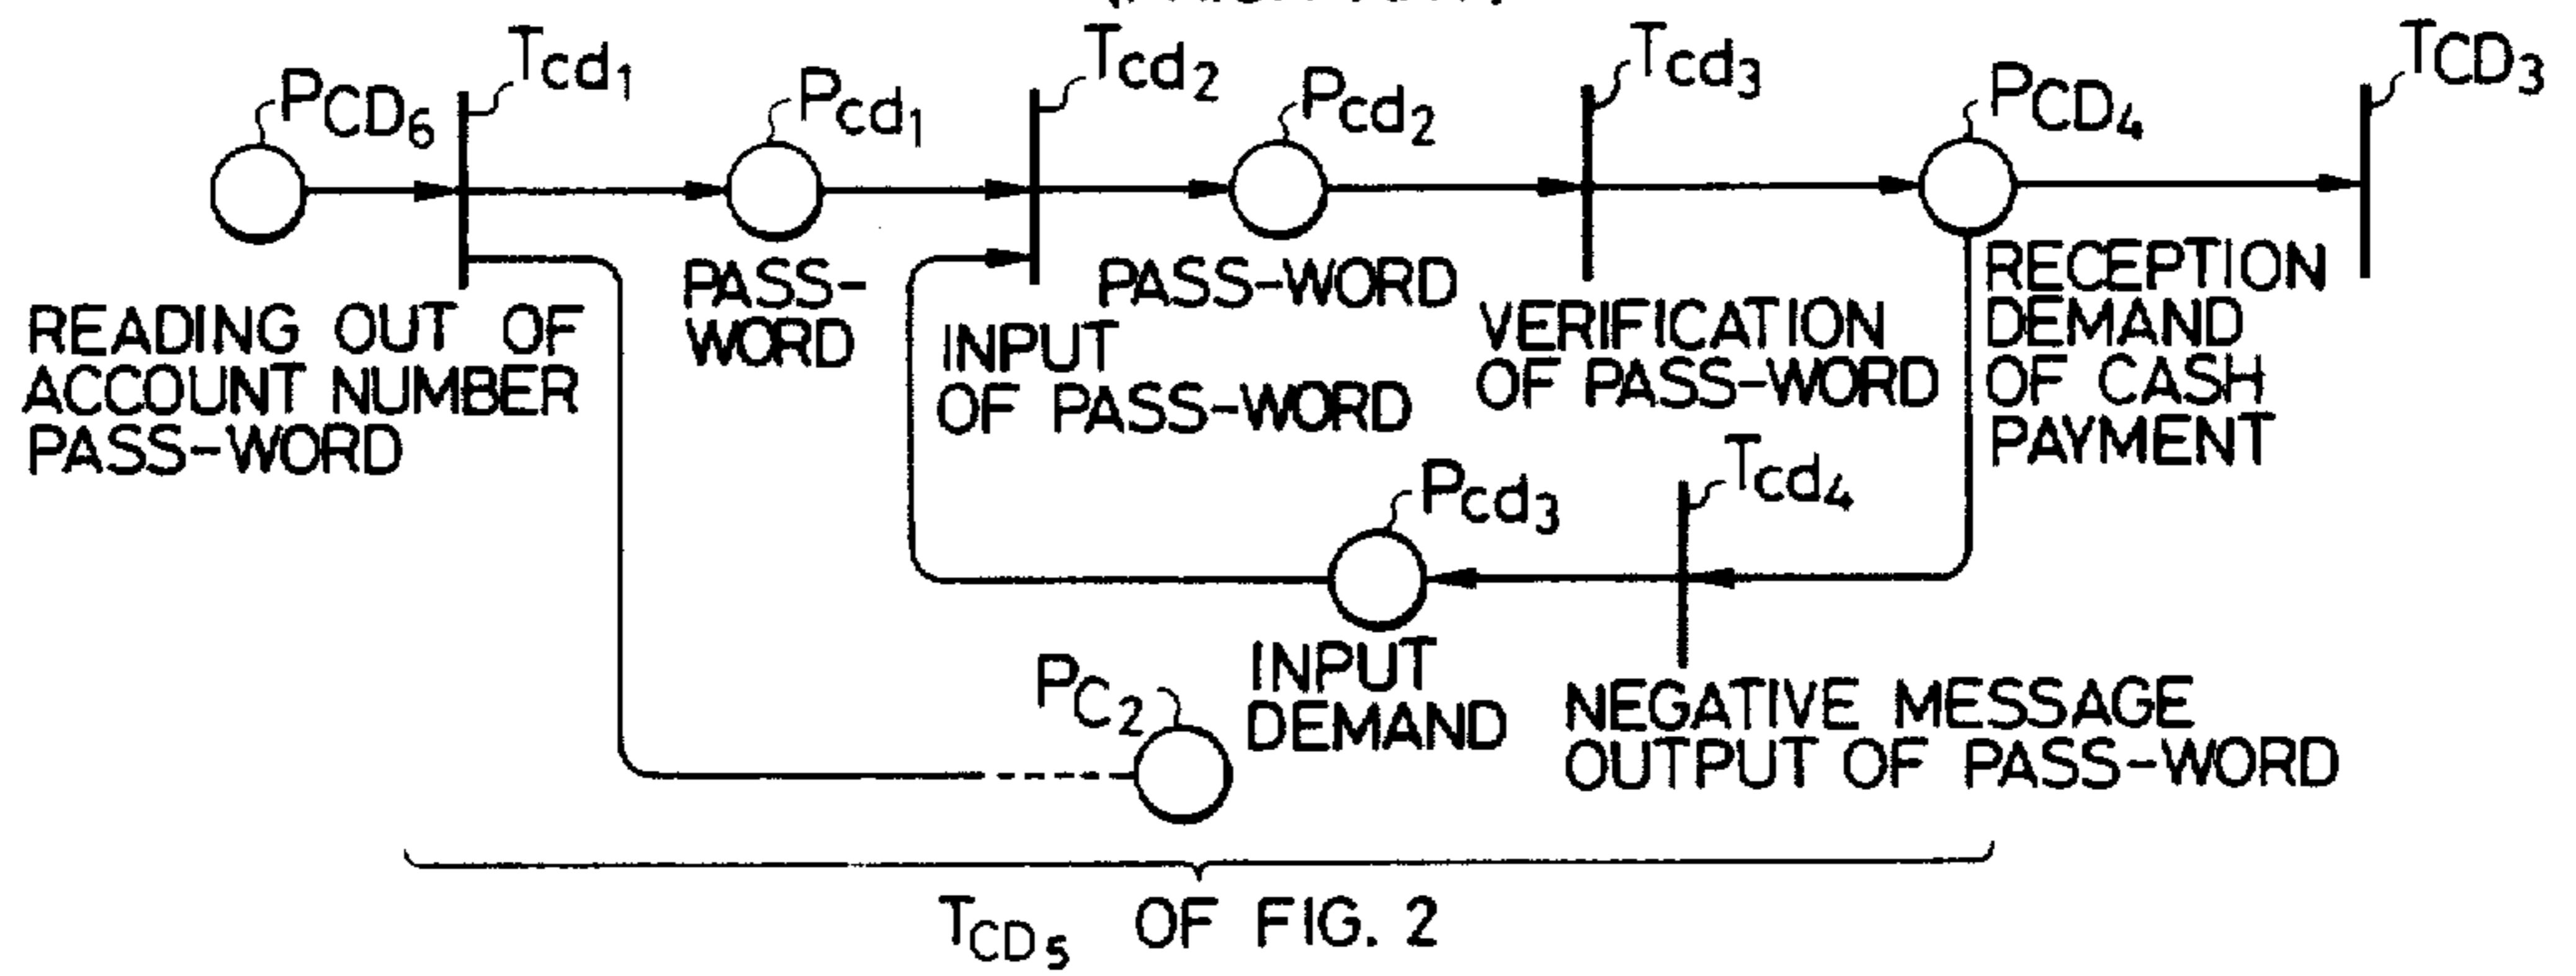 PCD6
Tcd1
Pcd1
Tcd2
Pcd2
Tcd3
PCD4
TCD3
READING OUT OF
ACCOUNT NUMBER
PASS-WORD
PASS-
WORD
INPUT
OF PASS-WORD
PASS-WORD
VERIFICATION
OF PASS-WORD
RECEPTION
DEMAND
OF CASH
PAYMENT
Pcd3
Tcd4
INPUT
DEMAND
NEGATIVE MESSAGE
OUTPUT OF PASS-WORD
PC2
TCD5 OF FIG. 2